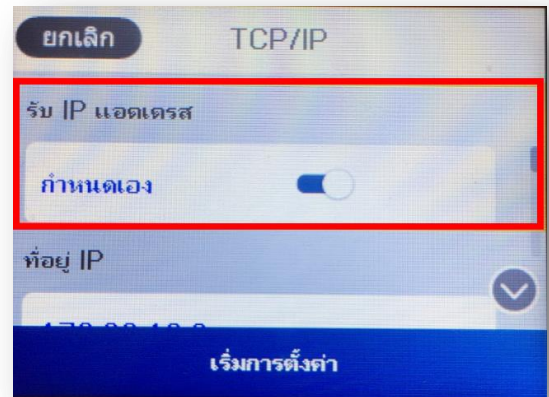 ยกเลิก
TCP/IP
รับ IP แอดเดรส
กำหนดเอง
ที่อยู่ IP
เริ่มการตั้งค่า